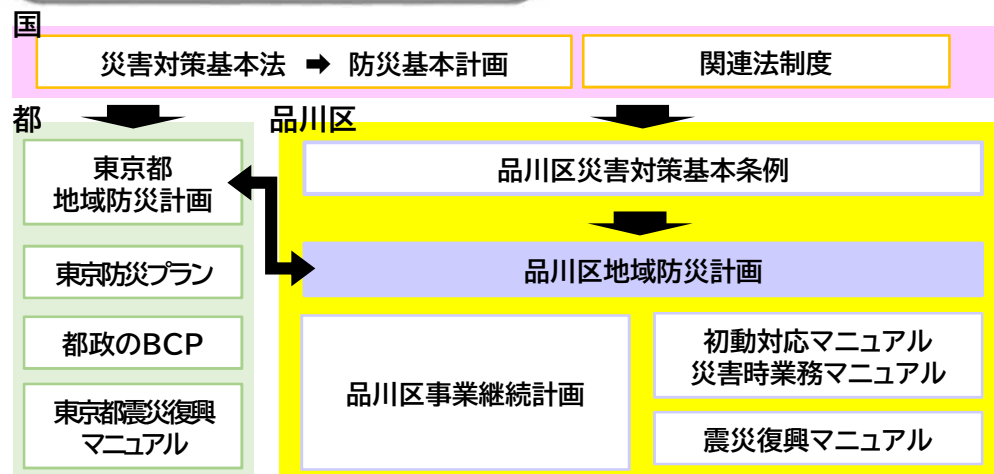 国
災害対策基本法 ➡ 防災基本計画
関連法制度
都
東京都
地域防災計画
東京防災プラン
都政のBCP
東京都震災復興
マニュアル
品川区
品川区災害対策基本条例
品川区地域防災計画
品川区事業継続計画
初動対応マニュアル
災害時業務マニュアル
震災復興マニュアル